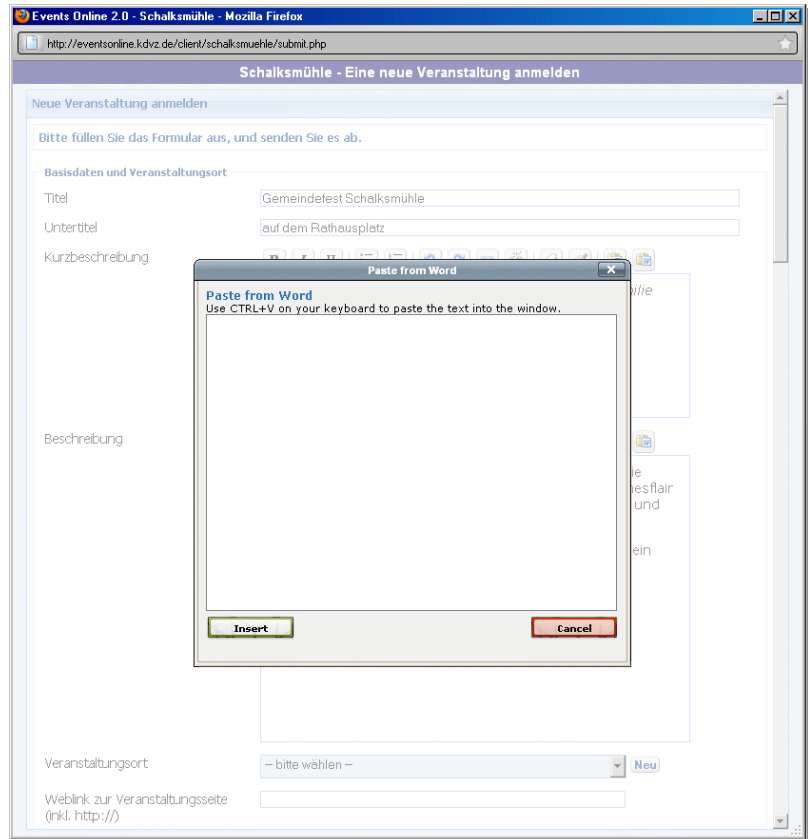 Events Online 2.0 - Schalksmühle - Mozilla Firefox
http://eventsonline.kdvz.de/client/schalksmuehle/submit.php
Schalksmühle - Eine neue Veranstaltung anmelden
Neue Veranstaltung anmelden
Bitte füllen Sie das Formular aus, und senden Sie es ab.
Basisdaten und Veranstaltungsort
Titel
Gemeindefest Schalksmühle
Untertitel
auf dem Rathausplatz
Kurzbeschreibung
Paste from Word
Paste from Word
Use CTRL+V on your keyboard to paste the text into the window.
Beschreibung
und
ein
Insert
Cancel
Veranstaltungsort
– bitte wählen –
Neu
Weblink zur Veranstaltungsseite
(inkl. http://)